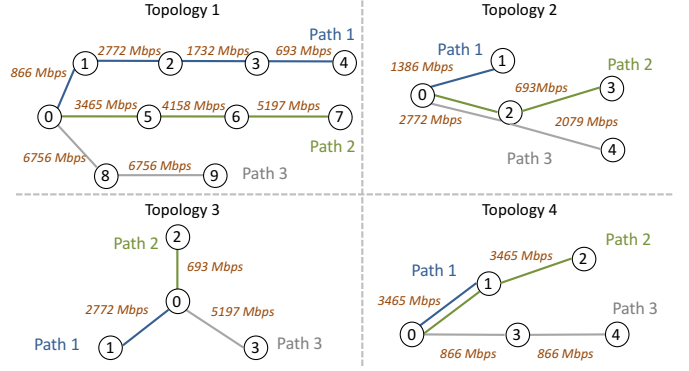 Topology 1
Path 1
2772 Mbps
1732 Mbps
693 Mbps
866 Mbps
1
2
3
4
3465 Mbps
4158 Mbps
5197 Mbps
0
5
6
7
Path 2
6756 Mbps
6756 Mbps
8
9
Path 3
Topology 2
Path 1
1
1386 Mbps
Path 2
0
693Mbps
3
2772 Mbps
2
2079 Mbps
Path 3
4
Topology 3
2
Path 2
693 Mbps
0
2772 Mbps
5197 Mbps
Path 1
1
3
Path 3
Topology 4
Path 2
3465 Mbps
2
Path 1
1
3465 Mbps
Path 3
0
3
4
866 Mbps
866 Mbps